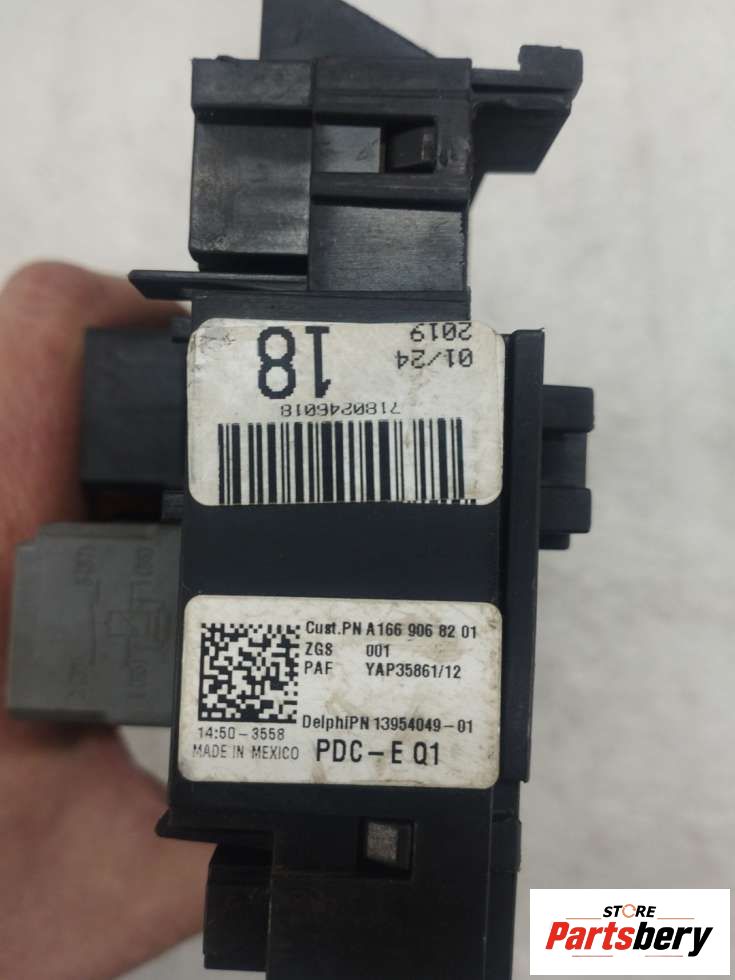 18
01/24
2019
7180246018
Cust.PN A166 906 82 01
ZGS 001
PAF YAP35861/12
DelphiPN 13954049-01
14:50-3558
MADE IN MEXICO
PDC-E Q1
STORE
Partsbery